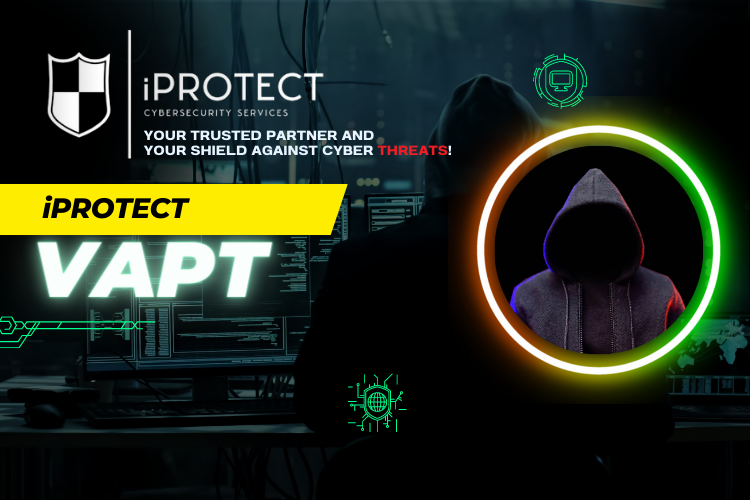 iPROTECT
CYBERSECURITY SERVICES
YOUR TRUSTED PARTNER AND
YOUR SHIELD AGAINST CYBER THREATS!
iPROTECT
VAPT